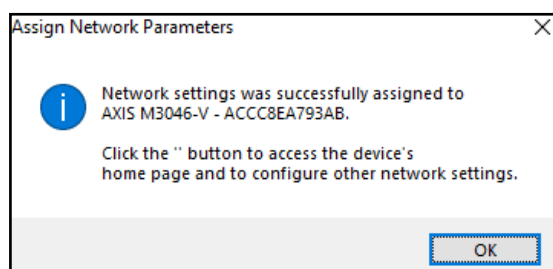 Assign Network Parameters
Network settings was successfully assigned to
AXIS M3046-V - ACCC8EA793AB.
Click the '' button to access the device's
home page and to configure other network settings.
OK